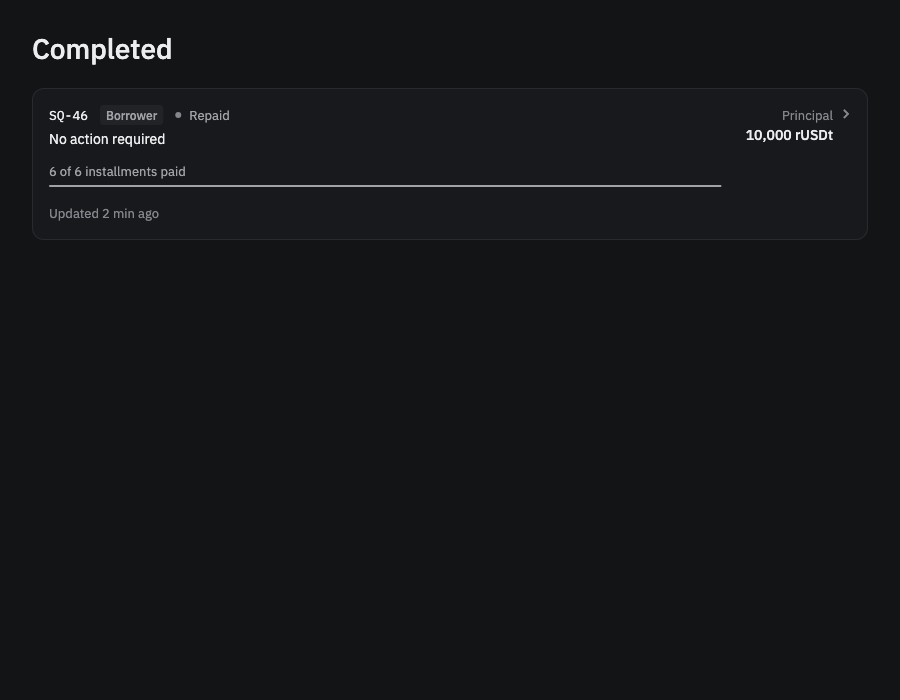 Completed
SQ-46 Borrower Repaid Principal
No action required 10,000 rUSDt
6 of 6 installments paid
Updated 2 min ago